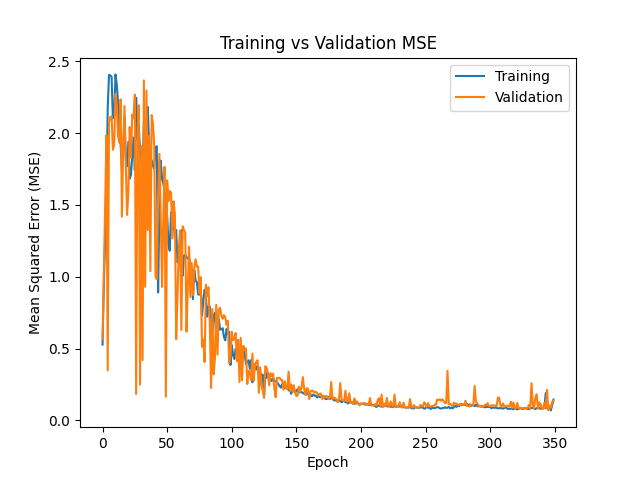 Training vs Validation MSE
Training
Validation
Mean Squared Error (MSE)
2.5
2.0
1.5
1.0
0.5
0.0
0 50 100 150 200 250 300 350
Epoch